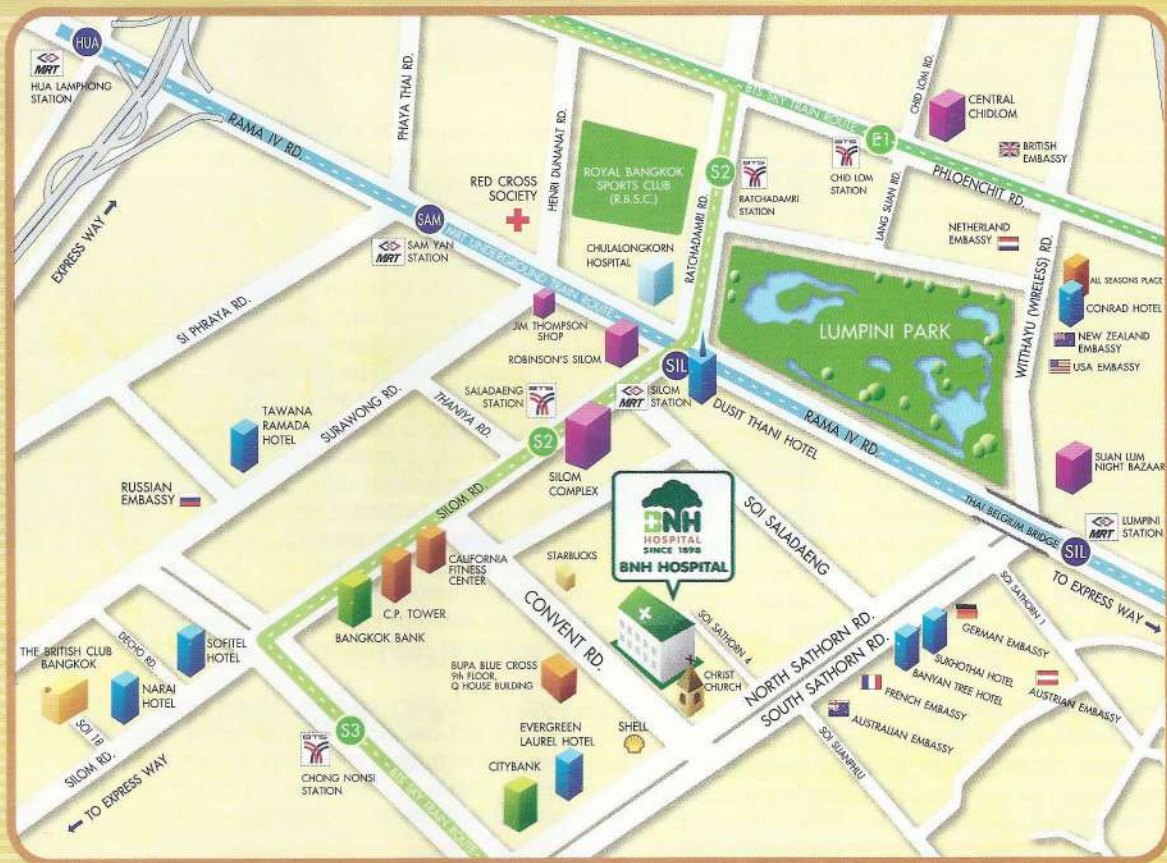 HUA
MRT
HUA LAMPHONG
STATION
RAMA IV RD.
PHAYA THAI RD.
HENRI DUNANAT RD.
BTS SKY TRAIN ROUTE
CHID LOM RD.
CENTRAL
CHIDLOM
E1
BRITISH
EMBASSY
BTS
CHID LOM
STATION
PHLOENCHIT RD.
ROYAL BANGKOK
SPORTS CLUB
(R.B.S.C.)
S2
BTS
RATCHADAMRI
STATION
RATCHADAMRI RD.
LANG SUAN RD.
NETHERLAND
EMBASSY
WITTHAYU (WIRELESS) RD.
RED CROSS
SOCIETY
EXPRESS WAY
SAM
MRT
SAM YAN
STATION
MRT UNDERGROUND TRAIN ROUTE
CHULALONGKORN
HOSPITAL
ALL SEASONS PLACE
CONRAD HOTEL
NEW ZEALAND
EMBASSY
USA EMBASSY
SI PHRAYA RD.
JIM THOMPSON
SHOP
ROBINSON'S SILOM
LUMPINI PARK
SIL
MRT
SILOM
STATION
DUSIT THANI HOTEL
RAMA IV RD.
SALADAENG
STATION
BTS
THANIYA RD.
SURAWONG RD.
TAWANA
RAMADA
HOTEL
S2
SILOM
COMPLEX
SUAN LUM
NIGHT BAZAAR
RUSSIAN
EMBASSY
SILOM RD.
BNH
HOSPITAL
SINCE 1898
BNH HOSPITAL
SOI SALADAENG
THAI BELGIUM BRIDGE
MRT
LUMPINI
STATION
SIL
TO EXPRESS WAY
CALIFORNIA
FITNESS
CENTER
STARBUCKS
C.P. TOWER
BANGKOK BANK
CONVENT RD.
SOI SATHORN 4
NORTH SATHORN RD.
SOUTH SATHORN RD.
SOI SATHORN 1
GERMAN EMBASSY
SUKHOTHAI HOTEL
BANYAN TREE HOTEL
FRENCH EMBASSY
AUSTRIAN EMBASSY
AUSTRALIAN EMBASSY
SOI SUANPHLU
THE BRITISH CLUB
BANGKOK
DECHO RD.
SOFITEL
HOTEL
NARAI
HOTEL
SOI 18
SILOM RD.
TO EXPRESS WAY
BUPA BLUE CROSS
9th FLOOR,
Q HOUSE BUILDING
CHRIST
CHURCH
SHELL
EVERGREEN
LAUREL HOTEL
CITYBANK
S3
BTS
CHONG NONSI
STATION
BTS SKY TRAIN ROUTE